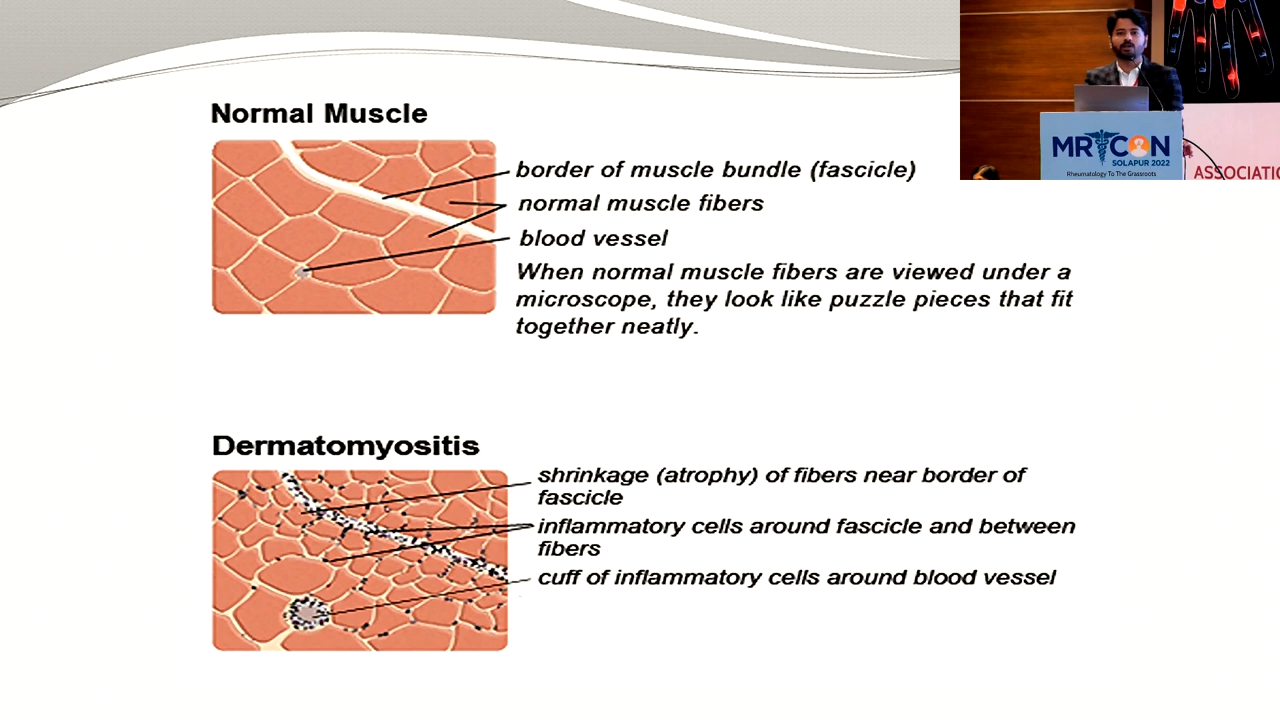 Normal Muscle
border of muscle bundle (fascicle)
normal muscle fibers
blood vessel
When normal muscle fibers are viewed under a
microscope, they look like puzzle pieces that fit
together neatly.
Dermatomyositis
shrinkage (atrophy) of fibers near border of
fascicle
inflammatory cells around fascicle and between
fibers
cuff of inflammatory cells around blood vessel
MR CON
SOLAPUR 2022
Rheumatology To The Grassroots
ASSOCIATI